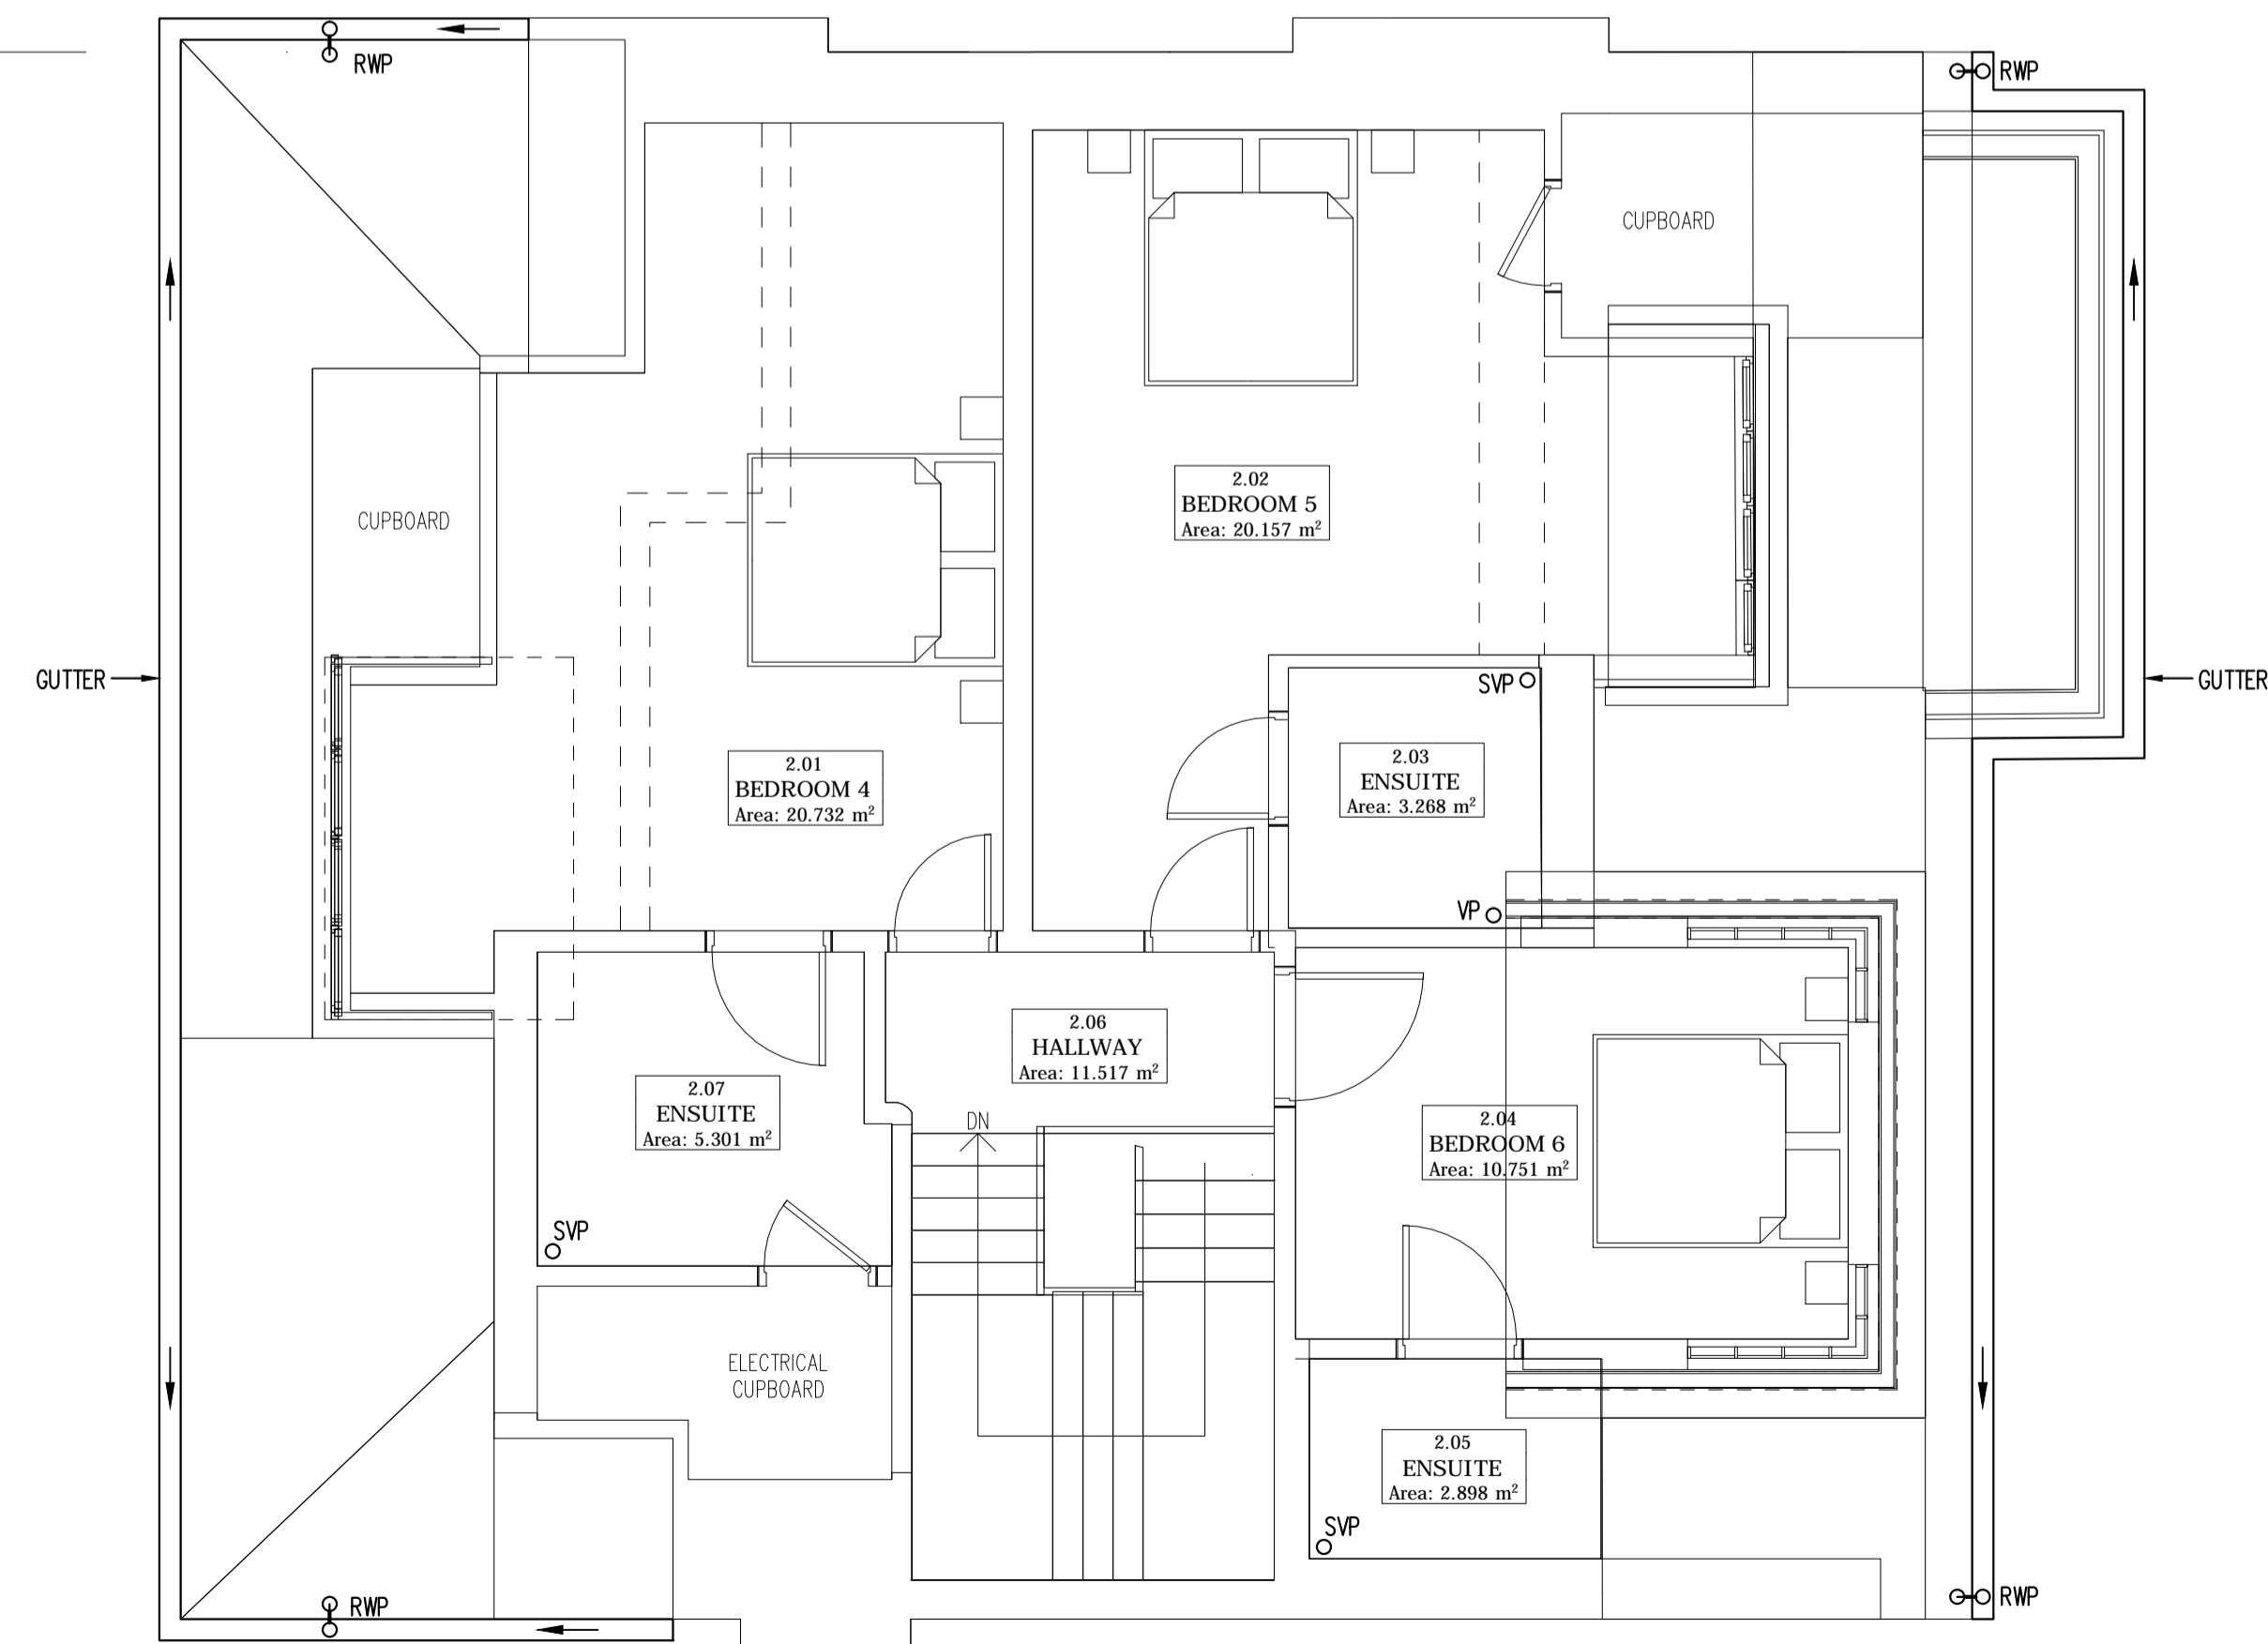 RWP
RWP
CUPBOARD
2.02
BEDROOM 5
Area: 20.157 m²
CUPBOARD
GUTTER
SVP
GUTTER
2.01
BEDROOM 4
Area: 20.732 m²
2.03
ENSUITE
Area: 3.268 m²
VP
2.06
HALLWAY
Area: 11.517 m²
2.07
ENSUITE
Area: 5.301 m²
DN
2.04
BEDROOM 6
Area: 10.751 m²
SVP
ELECTRICAL
CUPBOARD
2.05
ENSUITE
Area: 2.898 m²
SVP
RWP
RWP